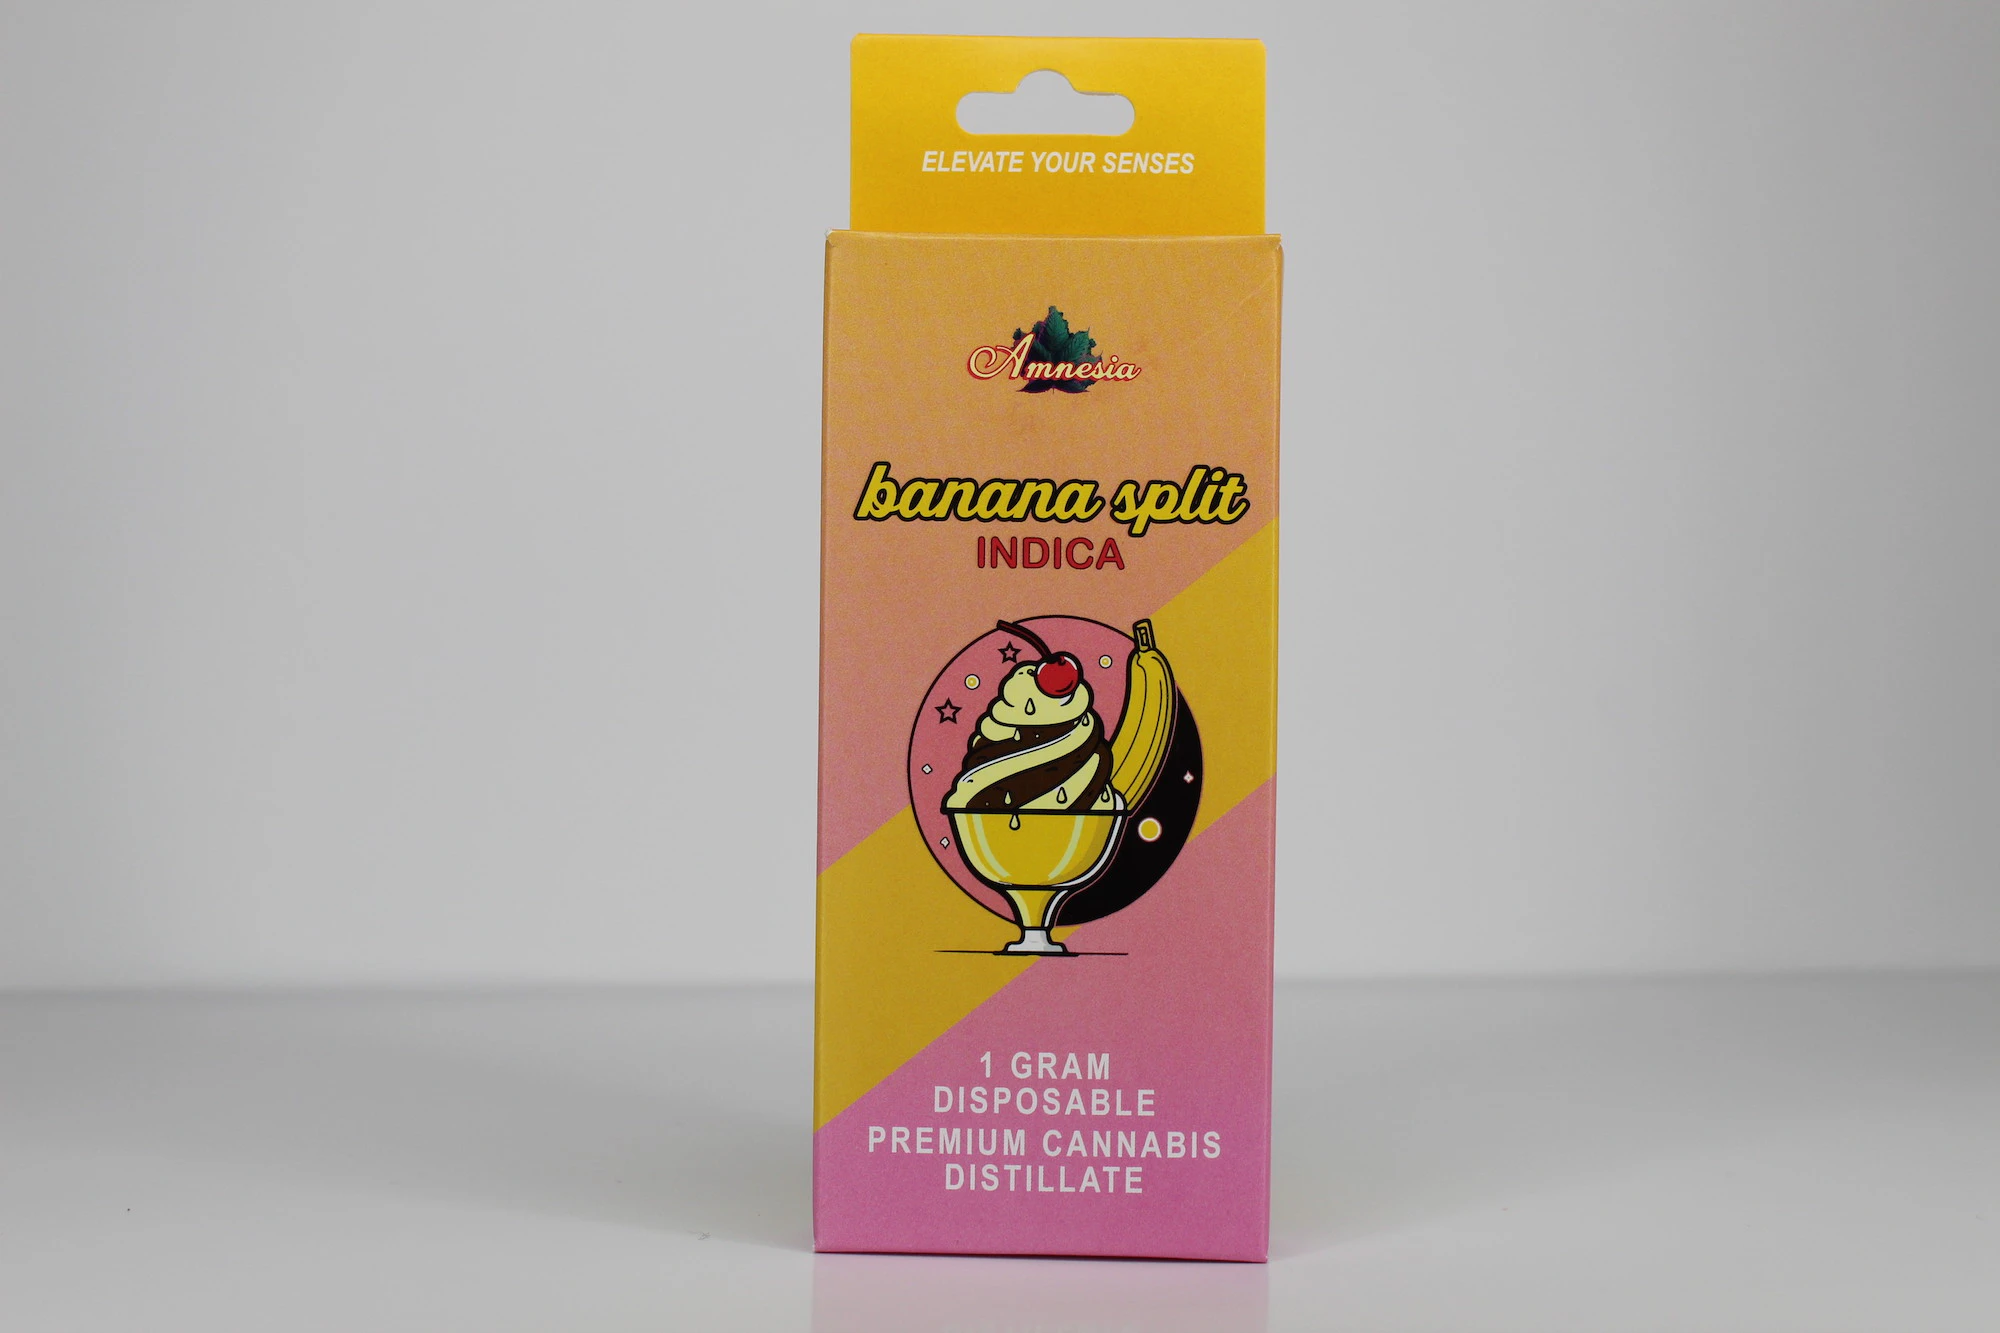 ELEVATE YOUR SENSES
Amnesia
banana split
INDICA
1 GRAM
DISPOSABLE
PREMIUM CANNABIS
DISTILLATE